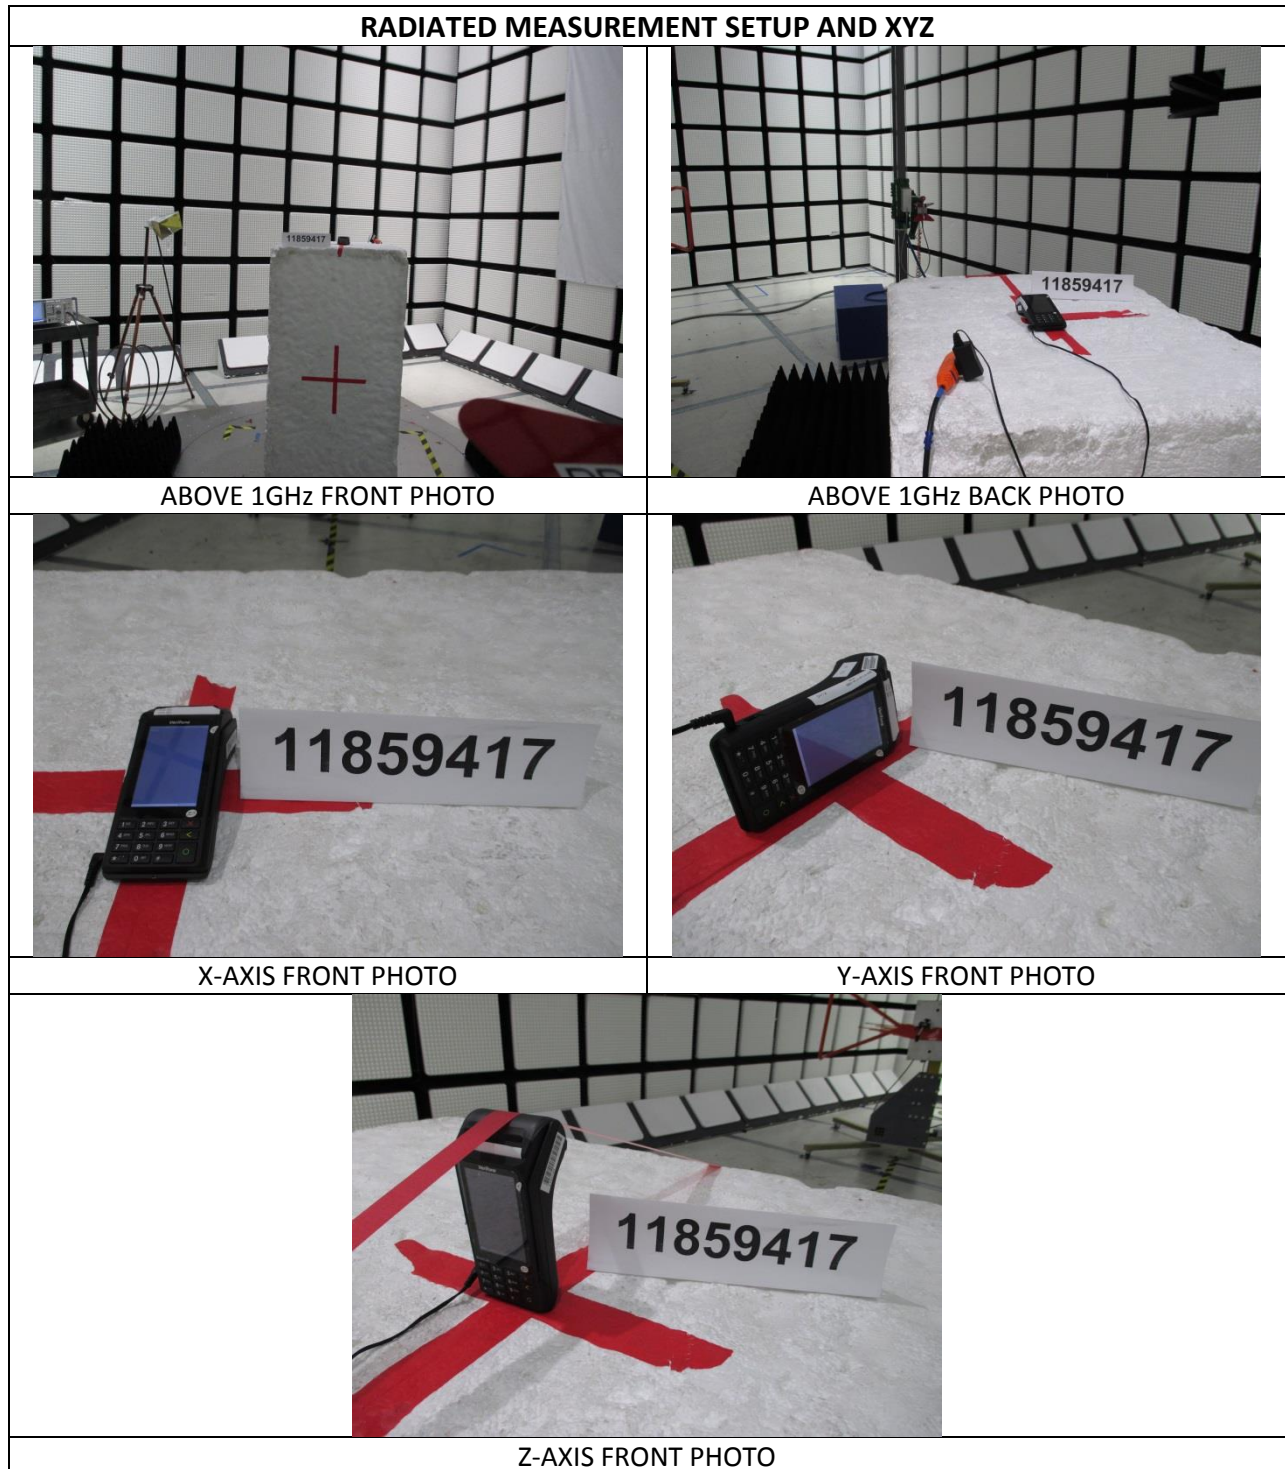 RADIATED MEASUREMENT SETUP AND XYZ
11859417
11859417
ABOVE 1GHz FRONT PHOTO
ABOVE 1GHz BACK PHOTO
11859417
11859417
X-AXIS FRONT PHOTO
Y-AXIS FRONT PHOTO
11859417
Z-AXIS FRONT PHOTO